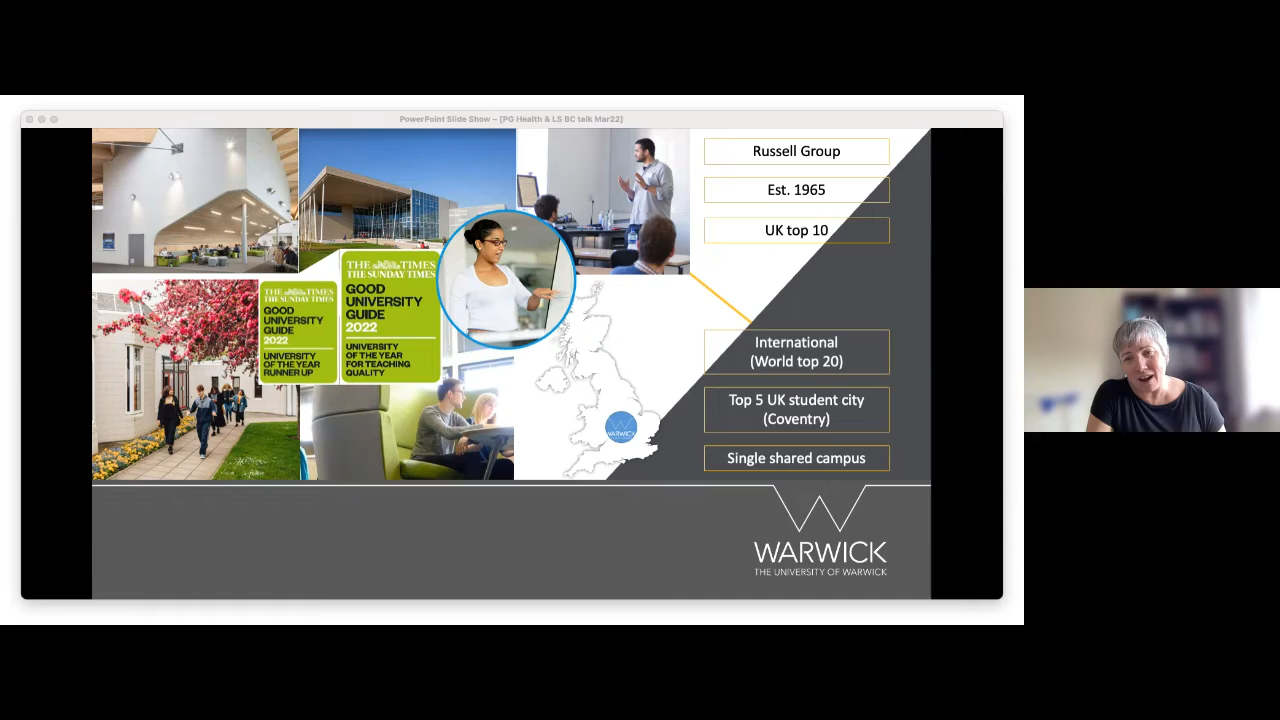 PowerPoint Slide Show – [PG Health & LS BC talk Mar22]
Russell Group
Est. 1965
UK top 10
THE TIMES
THE SUNDAY TIMES
GOOD
UNIVERSITY
GUIDE
2022
UNIVERSITY
OF THE YEAR
RUNNER UP
THE TIMES
THE SUNDAY TIMES
GOOD
UNIVERSITY
GUIDE
2022
UNIVERSITY
OF THE YEAR
FOR TEACHING
QUALITY
International
(World top 20)
Top 5 UK student city
(Coventry)
WARWICK
Single shared campus
WARWICK
THE UNIVERSITY OF WARWICK